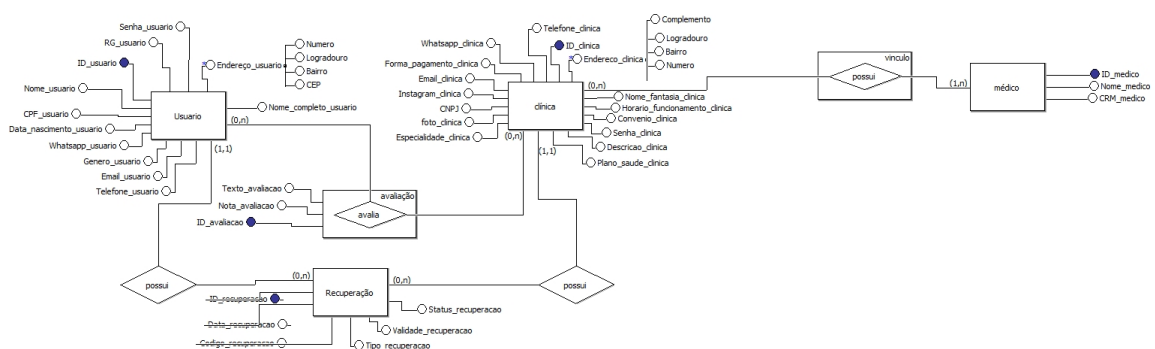 Senha_usuario
RG_usuario
ID_usuario
Endereço_usuario
Numero
Logradouro
Bairro
CEP
Nome_usuario
CPF_usuario
Data_nascimento_usuario
Whatsapp_usuario
Genero_usuario
Email_usuario
Telefone_usuario
Usuario
Nome_completo_usuario
(0,n)
(1,1)
Telefone_clinica
Whatsapp_clinica
ID_clinica
Forma_pagamento_clinica
Endereco_clinica
Complemento
Logradouro
Bairro
Numero
Email_clinica
Instagram_clinica
CNPJ
foto_clinica
Especialidade_clinica
clínica
(0,n)
Nome_fantasia_clinica
Horario_funcionamento_clinica
Convenio_clinica
Senha_clinica
Descricao_clinica
Plano_saude_clinica
(0,n)
(1,1)
vinculo
possui
(1,n)
médico
ID_medico
Nome_medico
CRM_medico
Texto_avaliacao
Nota_avaliacao
ID_avaliacao
avaliação
avalia
possui
(0,n)
Recuperação
(0,n)
possui
ID_recuperacao
Data_recuperacao
Codigo_recuperacao
Status_recuperacao
Validade_recuperacao
Tipo_recuperacao